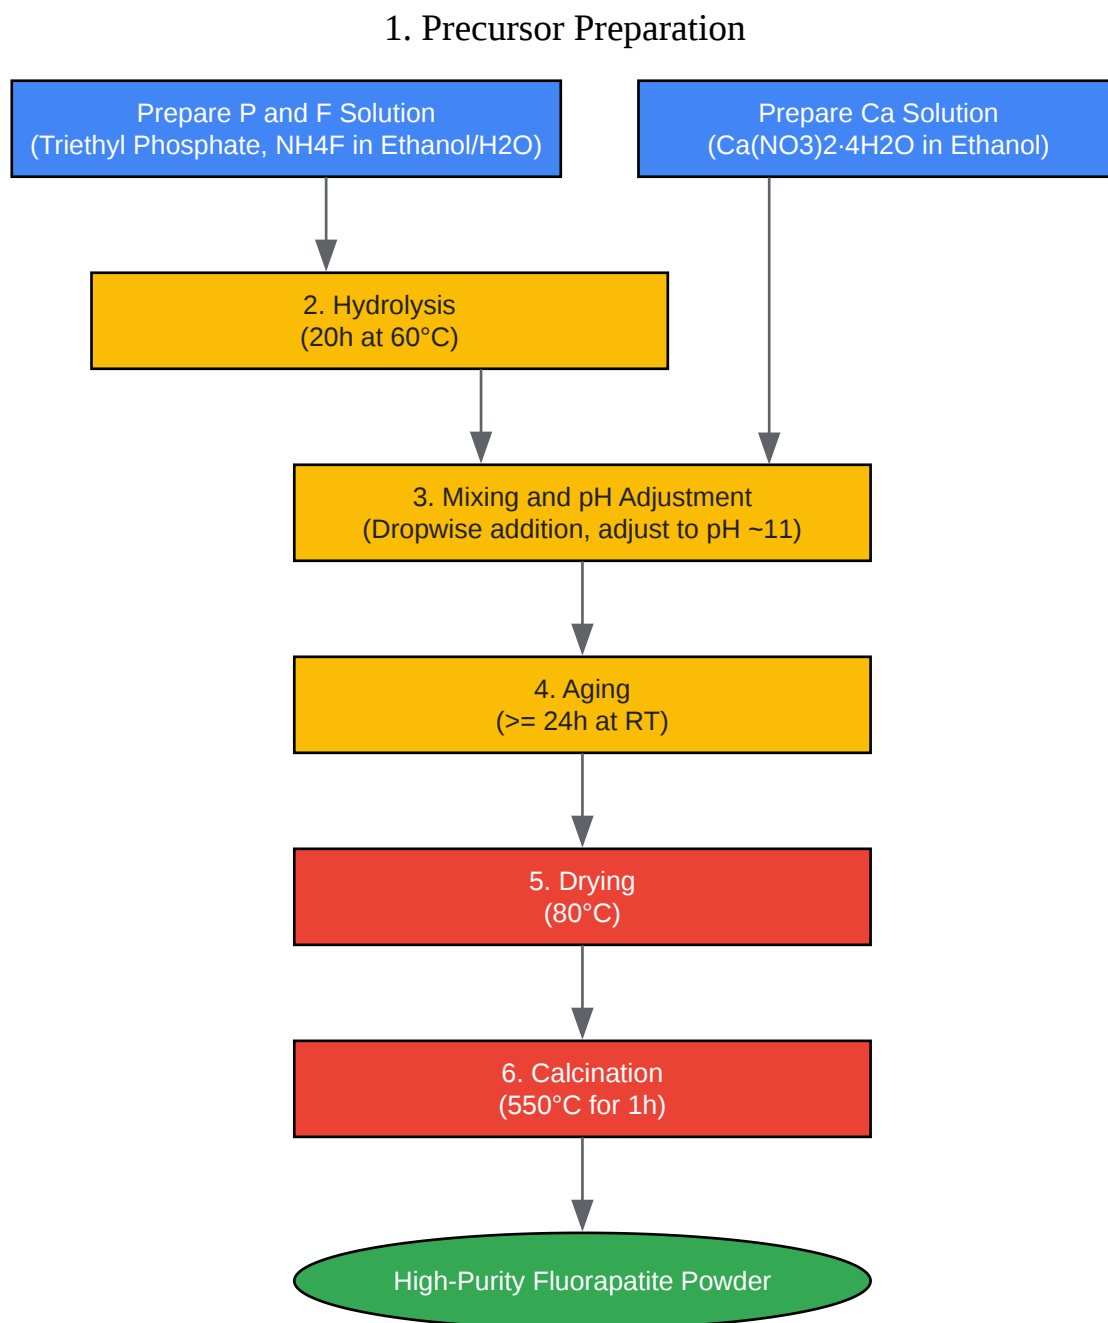 1. Precursor Preparation
Prepare P and F Solution
(Triethyl Phosphate, NH4F in Ethanol/H2O)
Prepare Ca Solution
(Ca(NO3)2·4H2O in Ethanol)
2. Hydrolysis
(20h at 60°C)
3. Mixing and pH Adjustment
(Dropwise addition, adjust to pH ~11)
4. Aging
(>= 24h at RT)
5. Drying
(80°C)
6. Calcination
(550°C for 1h)
High-Purity Fluorapatite Powder